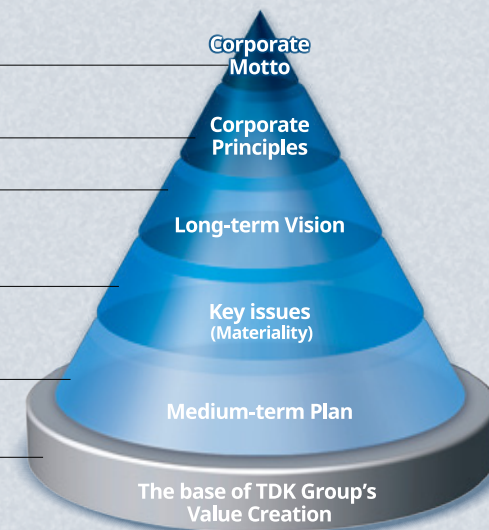 Corporate
Motto
Corporate
Principles
Long-term Vision
Key issues
(Materiality)
Medium-term Plan
The base of TDK Group’s
Value Creation